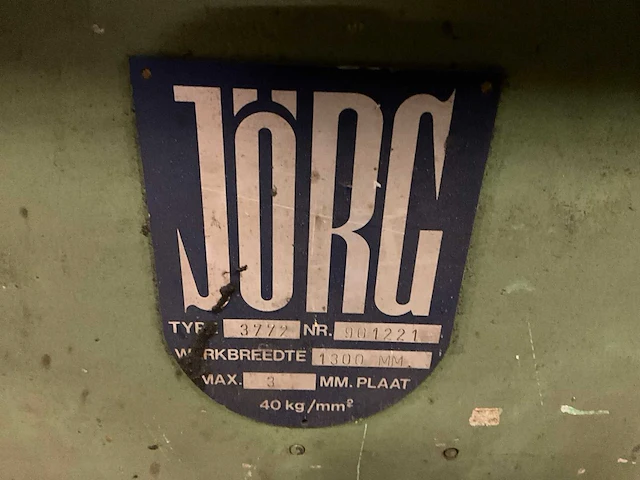 JÖRG
TYPE 3772 NR. 901221
WERKBREEDTE 1300 MM.
MAX. 3 MM. PLAAT
40 kg/mm²